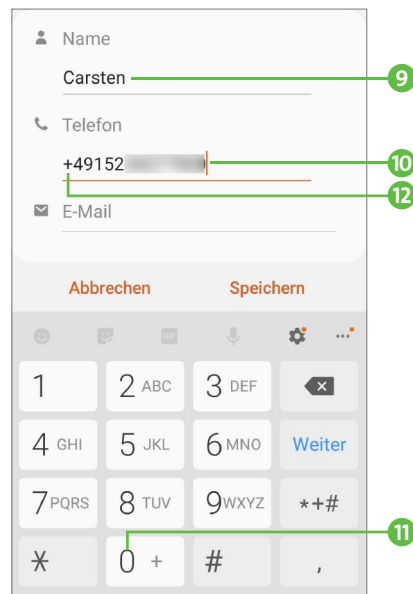 Name
Carsten 9
Telefon
+49152 10
12
E-Mail
Abbrechen Speichern
GIF
1 2 ABC 3 DEF
4 GHI 5 JKL 6 MNO Weiter
7 PQRS 8 TUV 9 WXYZ *+#
11
* 0 + # ,